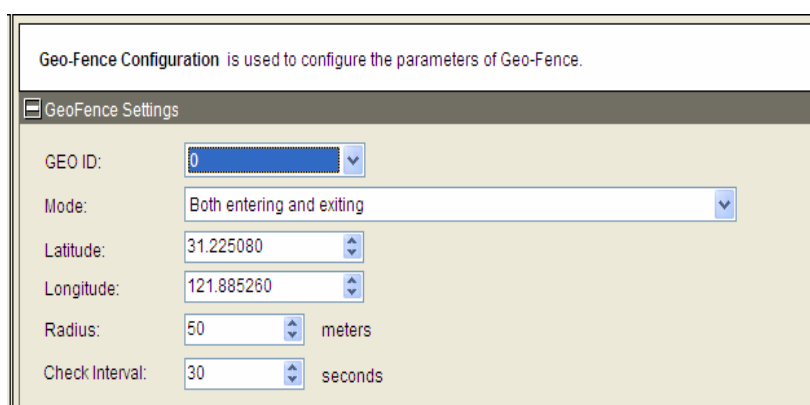 Geo-Fence Configuration is used to configure the parameters of Geo-Fence.
GeoFence Settings
GEO ID: 0
Mode: Both entering and exiting
Latitude: 31.225080
Longitude: 121.885260
Radius: 50 meters
Check Interval: 30 seconds